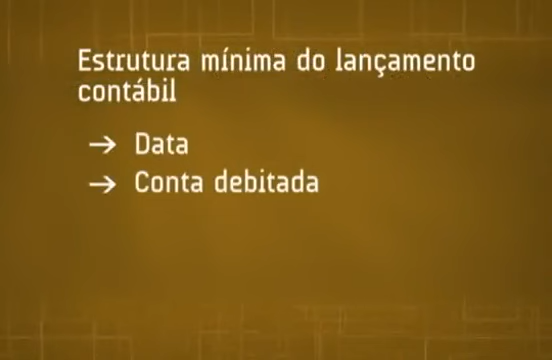 Estrutura mínima do lançamento
contábil
→ Data
→ Conta debitada